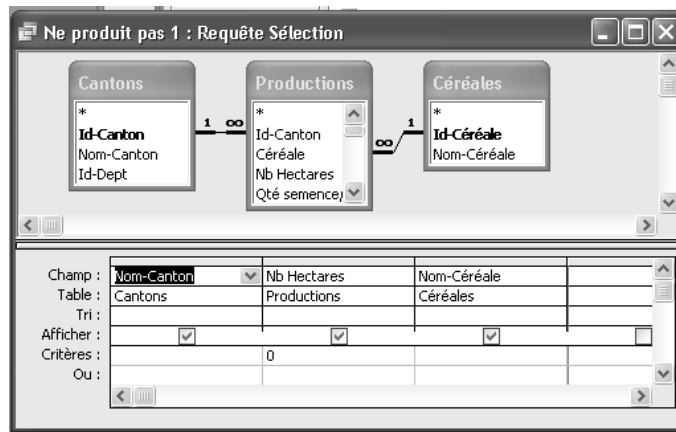 Ne produit pas 1 : Requête Sélection
Cantons
*
Id-Canton
Nom-Canton
Id-Dept
1 ∞
Productions
*
Id-Canton
Céréale
Nb Hectares
Qté semence/
∞ 1
Céréales
*
Id-Céréale
Nom-Céréale
Champ : Nom-Canton Nb Hectares Nom-Céréale
Table : Cantons Productions Céréales
Tri :
Afficher :
Critères : 0
Ou :